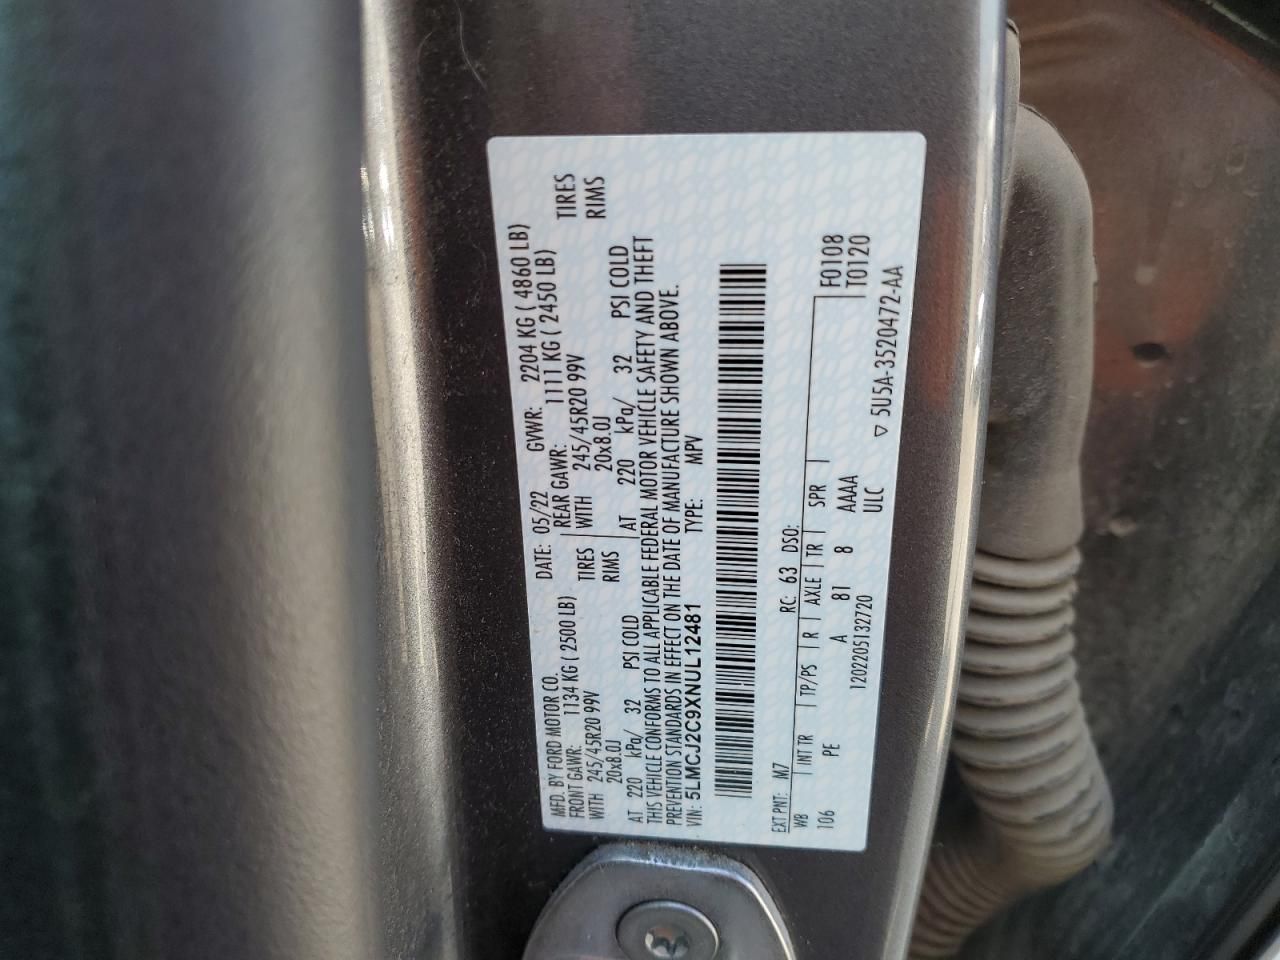 MFD. BY FORD MOTOR CO. DATE: 05/22 GVWR: 2204 KG ( 4860 LB)
FRONT GAWR: 1134 KG ( 2500 LB) REAR GAWR: 1111 KG ( 2450 LB)
WITH 245/45R20 99V TIRES WITH 245/45R20 99V TIRES
20x8.0J RIMS 20x8.0J RIMS
AT 220 kPa/ 32 PSI COLD AT 220 kPa/ 32 PSI COLD
THIS VEHICLE CONFORMS TO ALL APPLICABLE FEDERAL MOTOR VEHICLE SAFETY AND THEFT
PREVENTION STANDARDS IN EFFECT ON THE DATE OF MANUFACTURE SHOWN ABOVE.
VIN: 5LMCJ2C9XNUL12481 TYPE: MPV
EXT PNT: M7 RC: 63 DSO:
WB INT TR TP/PS R AXLE TR SPR F0108
106 PE A 81 8 AAAA T0120
1202205132720 ULC
▽ 5U5A-3520472-AA